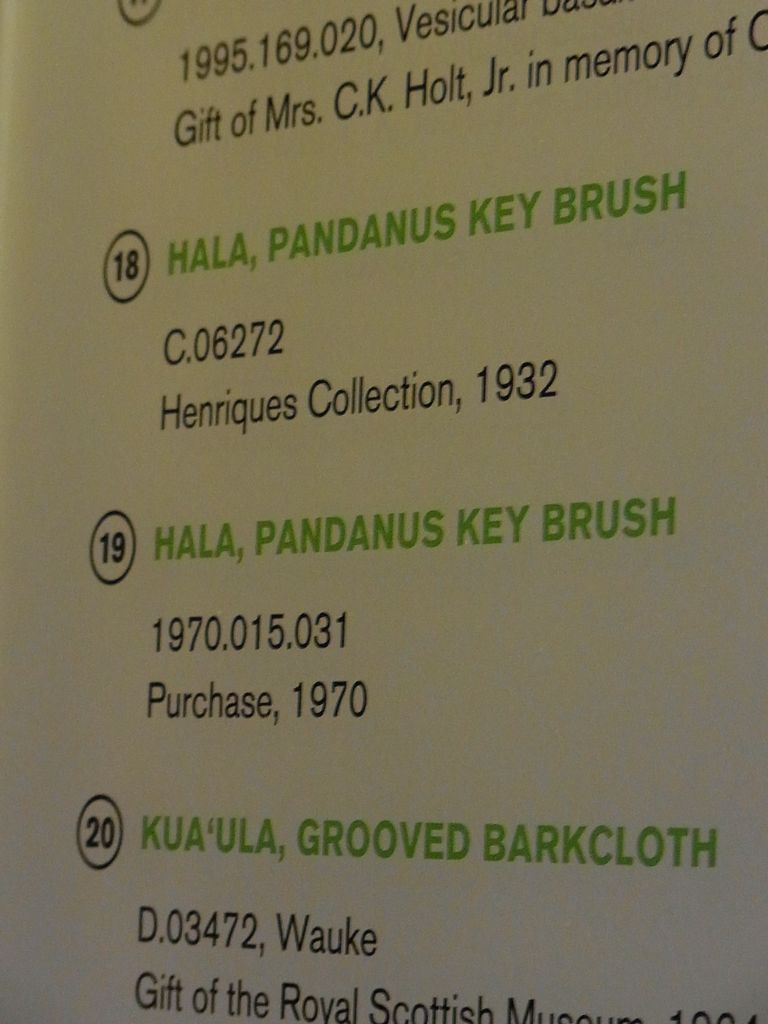 1995.169.020, Vesicular
Gift of Mrs. C.K. Holt, Jr. in memory of
18 HALA, PANDANUS KEY BRUSH
C.06272
Henriques Collection, 1932
19 HALA, PANDANUS KEY BRUSH
1970.015.031
Purchase, 1970
20 KUAʻULA, GROOVED BARKCLOTH
D.03472, Wauke
Gift of the Royal Scottish Museum,